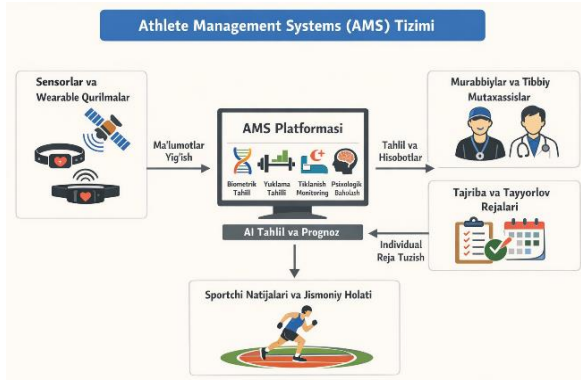 Athlete Management Systems (AMS) Tizimi
Sensorlar va
Wearable Qurilmalar
Ma'lumotlar
Yig'ish
AMS Platformasi
Biometrik
Tahlil
Yuklama
Tahlili
Tiklanish
Monitoring
Psixologik
Baholash
AI Tahlil va Prognoz
Tahlil va
Hisobotlar
Murabbiylar va Tibbiy
Mutaxassislar
Tajriba va Tayyorlov
Rejalari
Individual
Reja Tuzish
Sportchi Natijalari va Jismoniy Holati